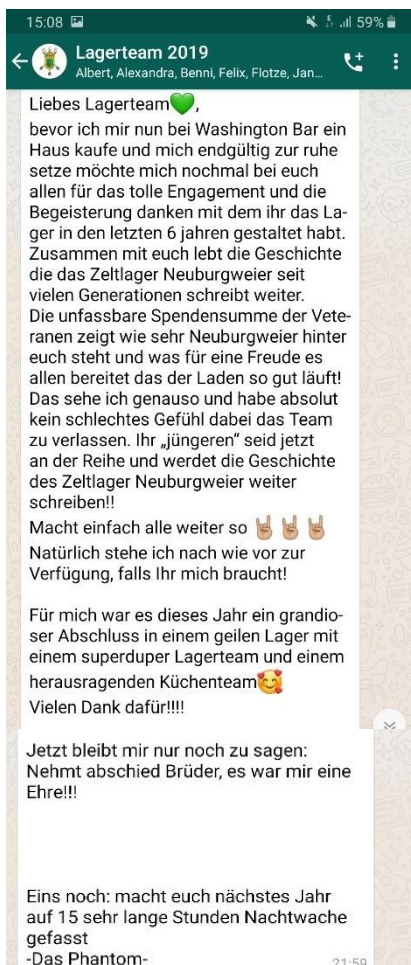 15:08 59%
Lagerteam 2019
Albert, Alexandra, Benni, Felix, Flotze, Jan...
Liebes Lagerteam💚,
bevor ich mir nun bei Washington Bar ein
Haus kaufe und mich endgültig zur ruhe
setze möchte mich nochmal bei euch
allen für das tolle Engagement und die
Begeisterung danken mit dem ihr das La-
ger in den letzten 6 jahren gestaltet habt.
Zusammen mit euch lebt die Geschichte
die das Zeltlager Neuburgweier seit
vielen Generationen schreibt weiter.
Die unfassbare Spendensumme der Vete-
ranen zeigt wie sehr Neuburgweier hinter
euch steht und was für eine Freude es
allen bereitet das der Laden so gut läuft!
Das sehe ich genauso und habe absolut
kein schlechtes Gefühl dabei das Team
zu verlassen. Ihr „jüngeren“ seid jetzt
an der Reihe und werdet die Geschichte
des Zeltlager Neuburgweier weiter
schreiben!!
Macht einfach alle weiter so 🤘🏼🤘🏼🤘🏼
Natürlich stehe ich nach wie vor zur
Verfügung, falls Ihr mich braucht!
Für mich war es dieses Jahr ein grandio-
ser Abschluss in einem geilen Lager mit
einem superduper Lagerteam und einem
herausragenden Küchenteam🥰
Vielen Dank dafür!!!!
Jetzt bleibt mir nur noch zu sagen:
Nehmt abschied Brüder, es war mir eine
Ehre!!!
Eins noch: macht euch nächstes Jahr
auf 15 sehr lange Stunden Nachtwache
gefasst
-Das Phantom-
21:59